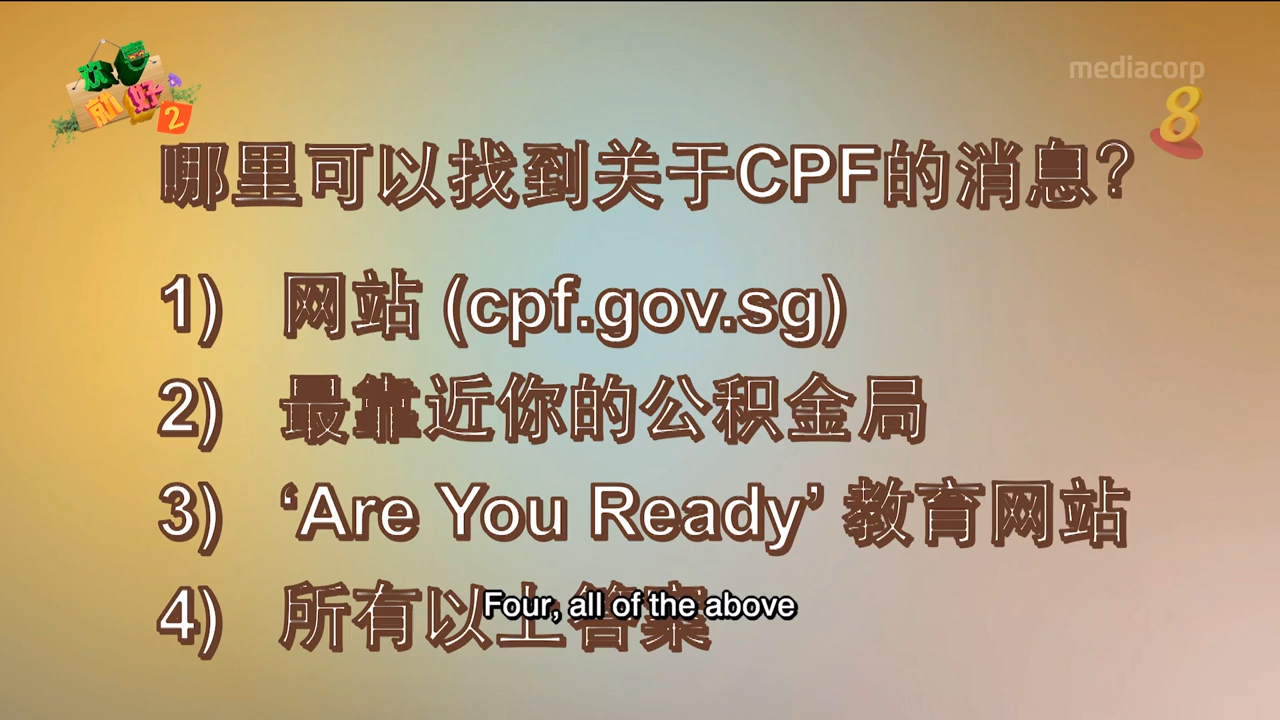 欢喜就好2
mediacorp
8
哪里可以找到关于CPF的消息?
1) 网站 (cpf.gov.sg)
2) 最靠近你的公积金局
3) ‘Are You Ready’ 教育网站
4) 所有以上答案
Four, all of the above